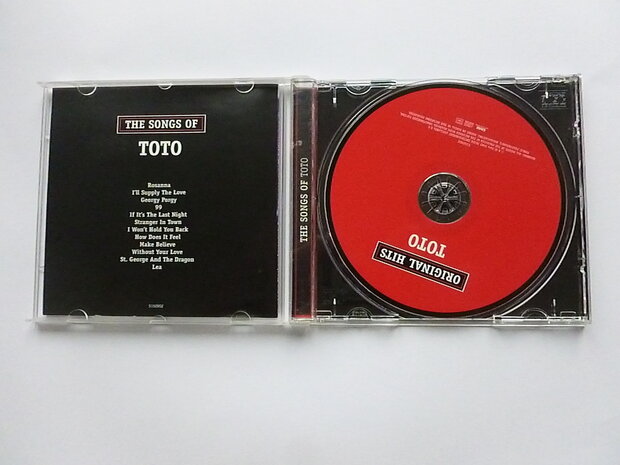 THE SONGS OF
TOTO
Rosanna
I'll Supply The Love
Georgy Porgy
99
If It's The Last Night
Stranger In Town
I Won't Hold You Back
How Does It Feel
Make Believe
Without Your Love
St. George And The Dragon
Lea
THE SONGS OF TOTO
ORIGINAL HITS
TOTO